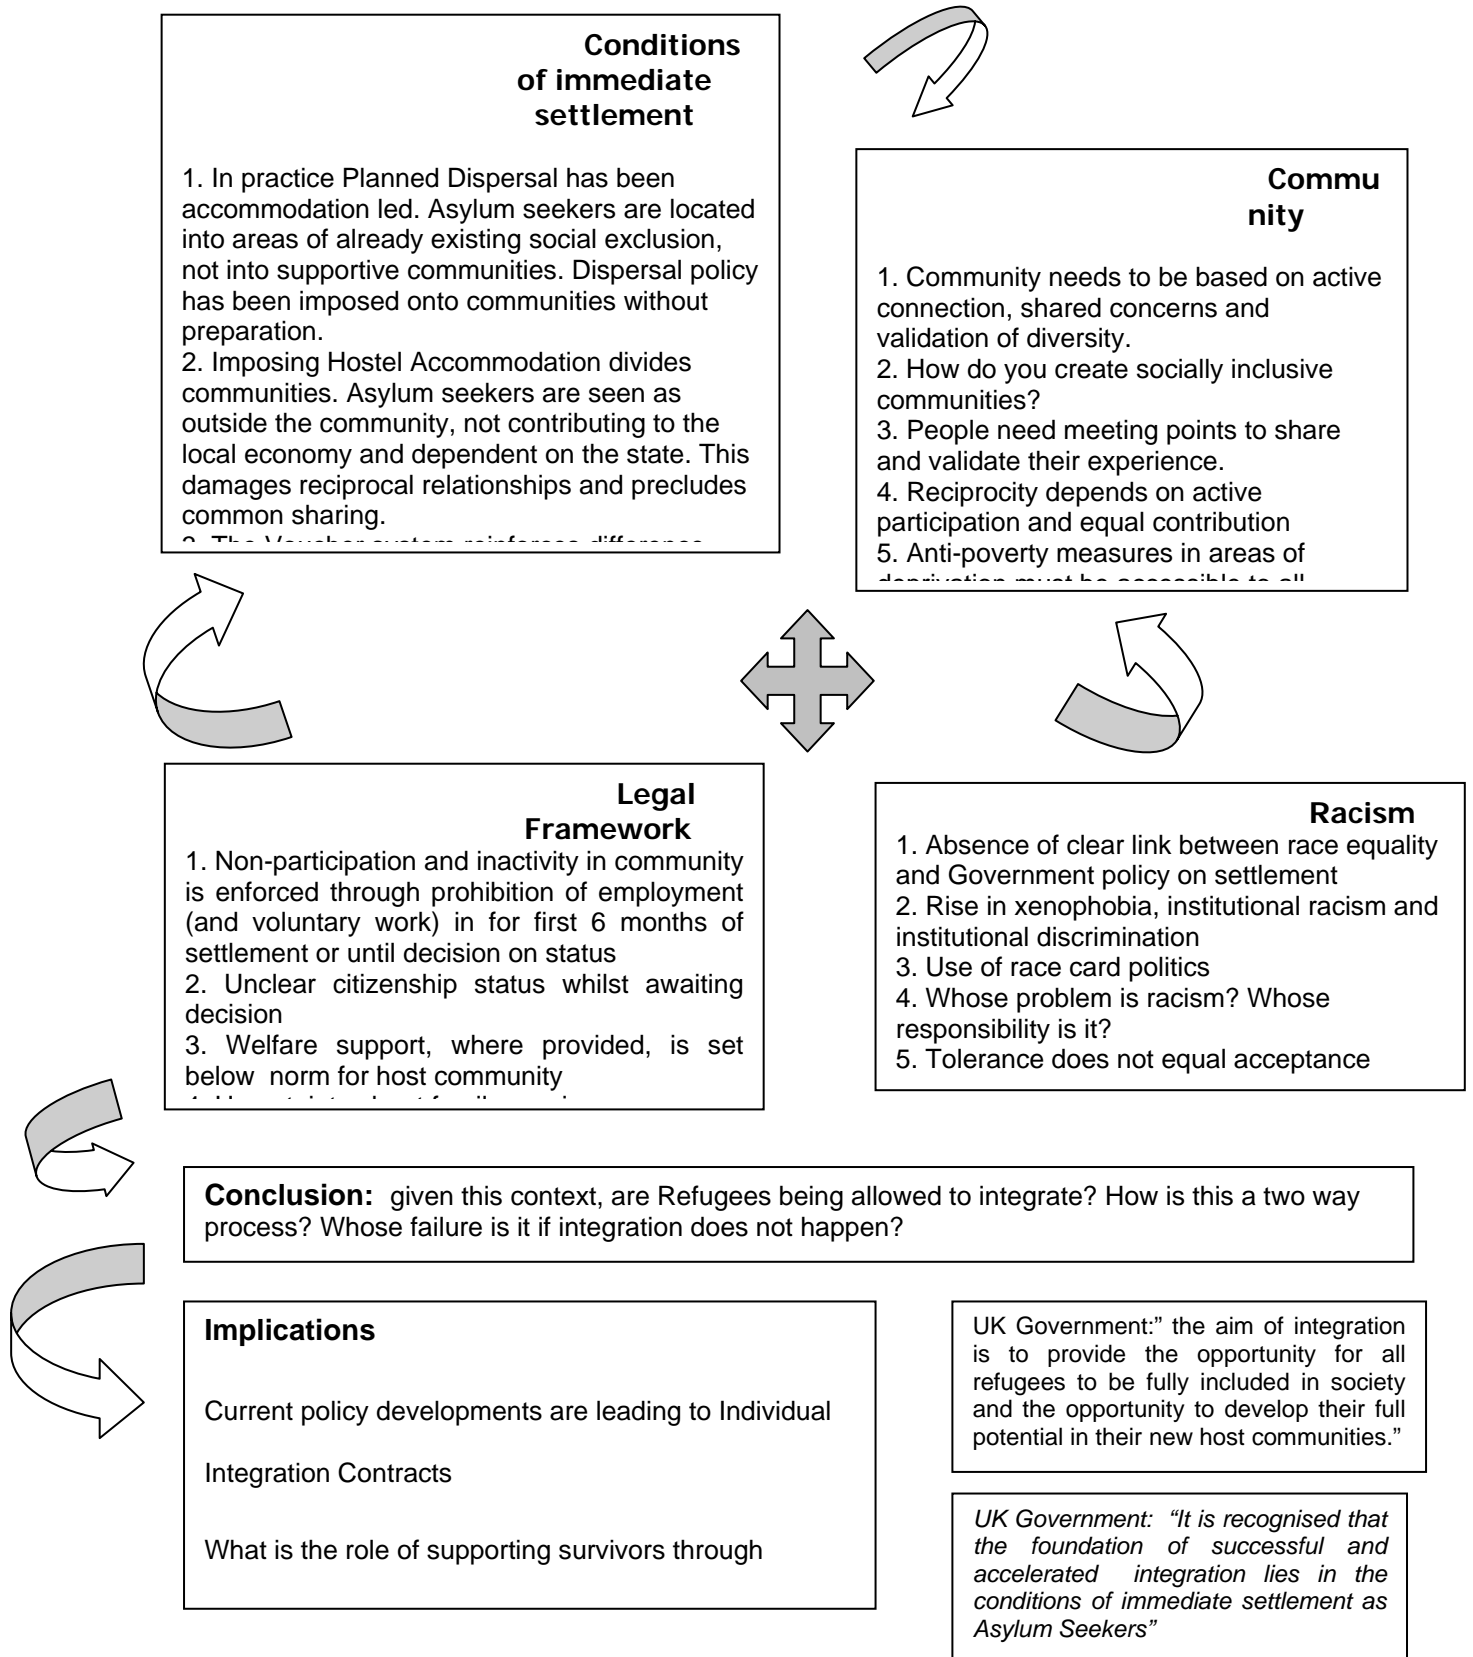 Conditions
of immediate
settlement
1. In practice Planned Dispersal has been
accommodation led. Asylum seekers are located
into areas of already existing social exclusion,
not into supportive communities. Dispersal policy
has been imposed onto communities without
preparation.
2. Imposing Hostel Accommodation divides
communities. Asylum seekers are seen as
outside the community, not contributing to the
local economy and dependent on the state. This
damages reciprocal relationships and precludes
common sharing.
3. The Voucher system reinforces difference
Commu
nity
1. Community needs to be based on active
connection, shared concerns and
validation of diversity.
2. How do you create socially inclusive
communities?
3. People need meeting points to share
and validate their experience.
4. Reciprocity depends on active
participation and equal contribution
5. Anti-poverty measures in areas of
deprivation must be accessible to all
Legal
Framework
1. Non-participation and inactivity in community
is enforced through prohibition of employment
(and voluntary work) in for first 6 months of
settlement or until decision on status
2. Unclear citizenship status whilst awaiting
decision
3. Welfare support, where provided, is set
below norm for host community
Racism
1. Absence of clear link between race equality
and Government policy on settlement
2. Rise in xenophobia, institutional racism and
institutional discrimination
3. Use of race card politics
4. Whose problem is racism? Whose
responsibility is it?
5. Tolerance does not equal acceptance
Conclusion: given this context, are Refugees being allowed to integrate? How is this a two way
process? Whose failure is it if integration does not happen?
Implications
Current policy developments are leading to Individual
Integration Contracts
What is the role of supporting survivors through
UK Government:” the aim of integration
is to provide the opportunity for all
refugees to be fully included in society
and the opportunity to develop their full
potential in their new host communities.”
UK Government: “It is recognised that
the foundation of successful and
accelerated integration lies in the
conditions of immediate settlement as
Asylum Seekers”